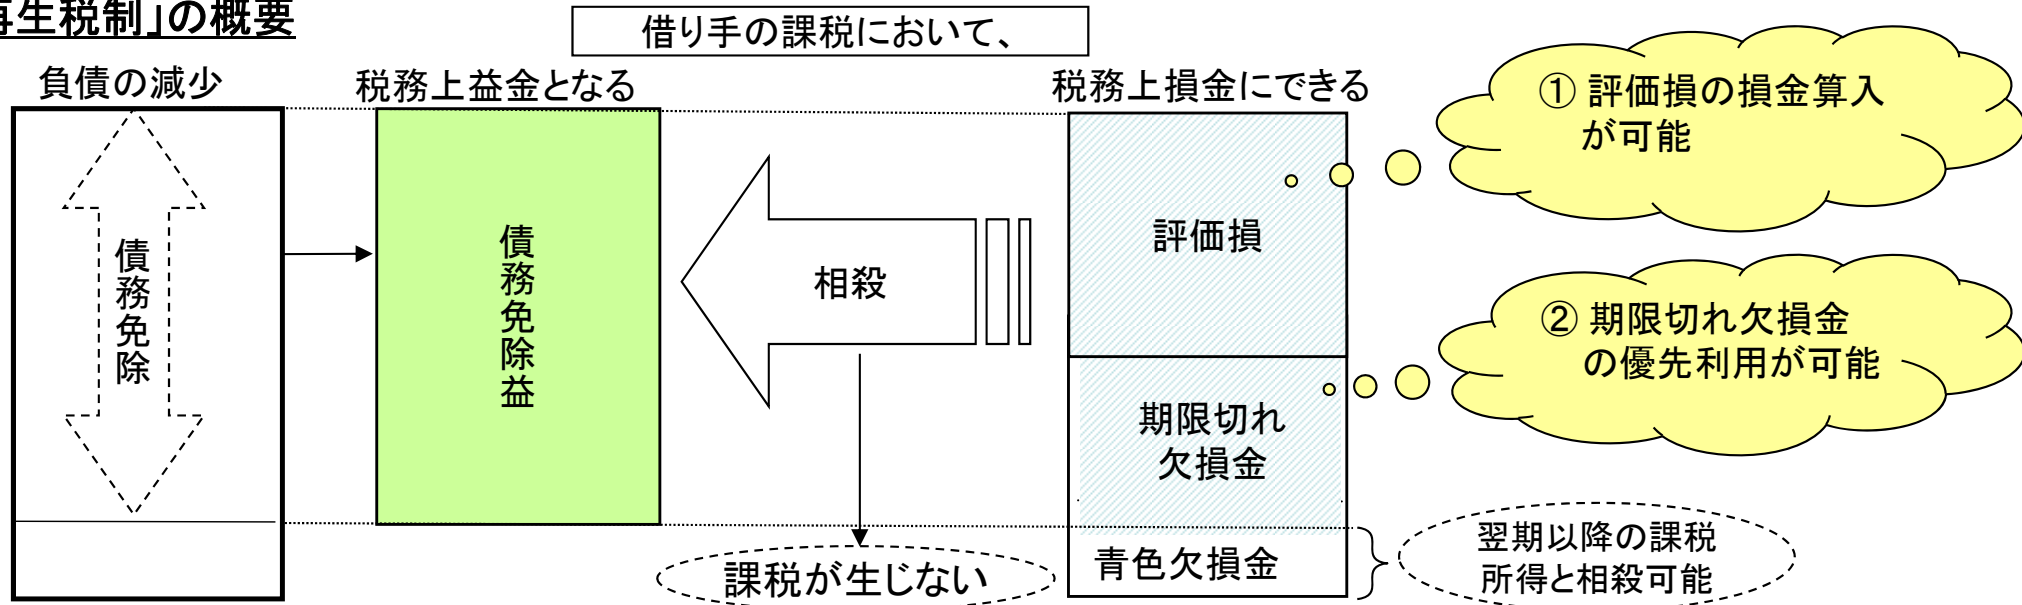 再生税制」の概要
借り手の課税において、
負債の減少
税務上益金となる
税務上損金にできる
債務免除
債務免除益
相殺
評価損
期限切れ
欠損金
青色欠損金
課税が生じない
① 評価損の損金算入
が可能
② 期限切れ欠損金
の優先利用が可能
翌期以降の課税
所得と相殺可能